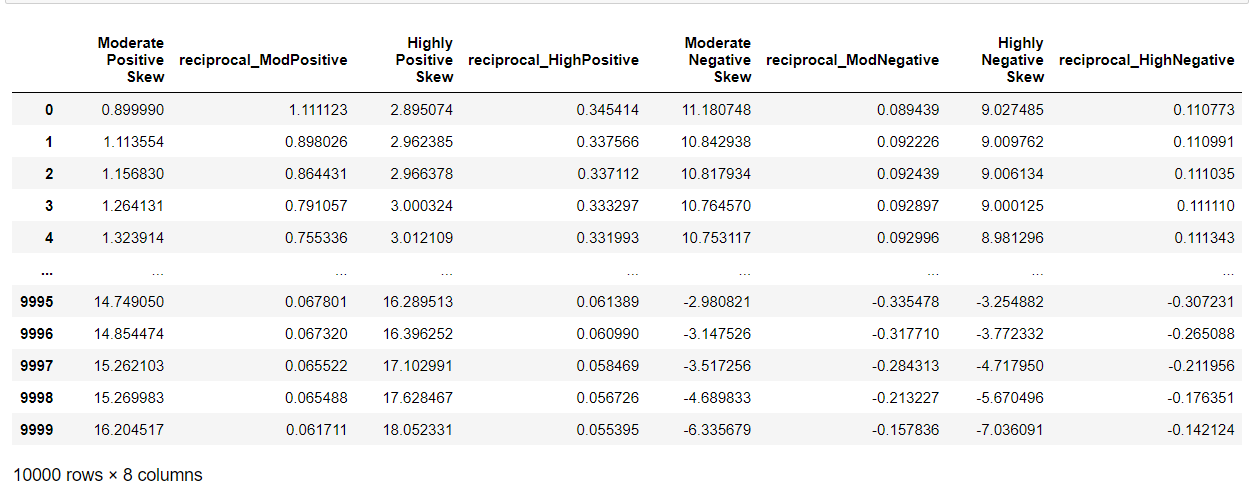 Moderate Positive Skew reciprocal_ModPositive Highly Positive Skew reciprocal_HighPositive Moderate Negative Skew reciprocal_ModNegative Highly Negative Skew reciprocal_HighNegative
0 0.899990 1.111123 2.895074 0.345414 11.180748 0.089439 9.027485 0.110773
1 1.113554 0.898026 2.962385 0.337566 10.842938 0.092226 9.009762 0.110991
2 1.156830 0.864431 2.966378 0.337112 10.817934 0.092439 9.006134 0.111035
3 1.264131 0.791057 3.000324 0.333297 10.764570 0.092897 9.000125 0.111110
4 1.323914 0.755336 3.012109 0.331993 10.753117 0.092996 8.981296 0.111343
... ... ... ... ... ... ... ... ...
9995 14.749050 0.067801 16.289513 0.061389 -2.980821 -0.335478 -3.254882 -0.307231
9996 14.854474 0.067320 16.396252 0.060990 -3.147526 -0.317710 -3.772332 -0.265088
9997 15.262103 0.065522 17.102991 0.058469 -3.517256 -0.284313 -4.717950 -0.211956
9998 15.269983 0.065488 17.628467 0.056726 -4.689833 -0.213227 -5.670496 -0.176351
9999 16.204517 0.061711 18.052331 0.055395 -6.335679 -0.157836 -7.036091 -0.142124
10000 rows × 8 columns